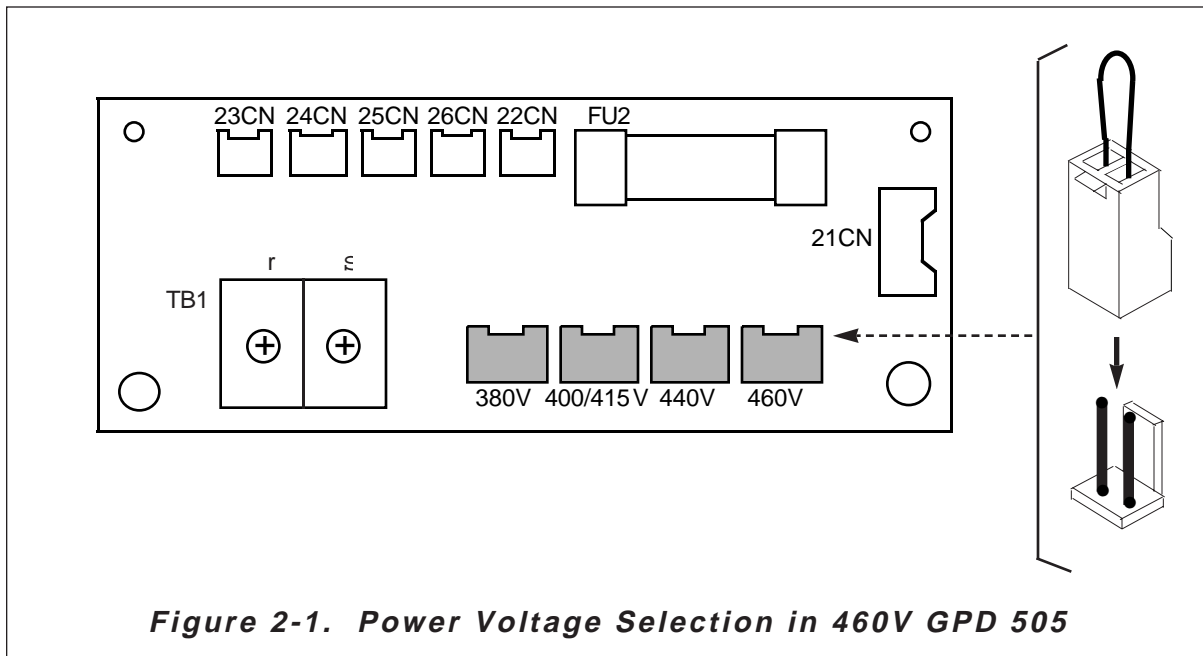 23CN 24CN 25CN 26CN 22CN FU2
21CN
r s
TB1
380V 400/415V 440V 460V
Figure 2-1. Power Voltage Selection in 460V GPD 505